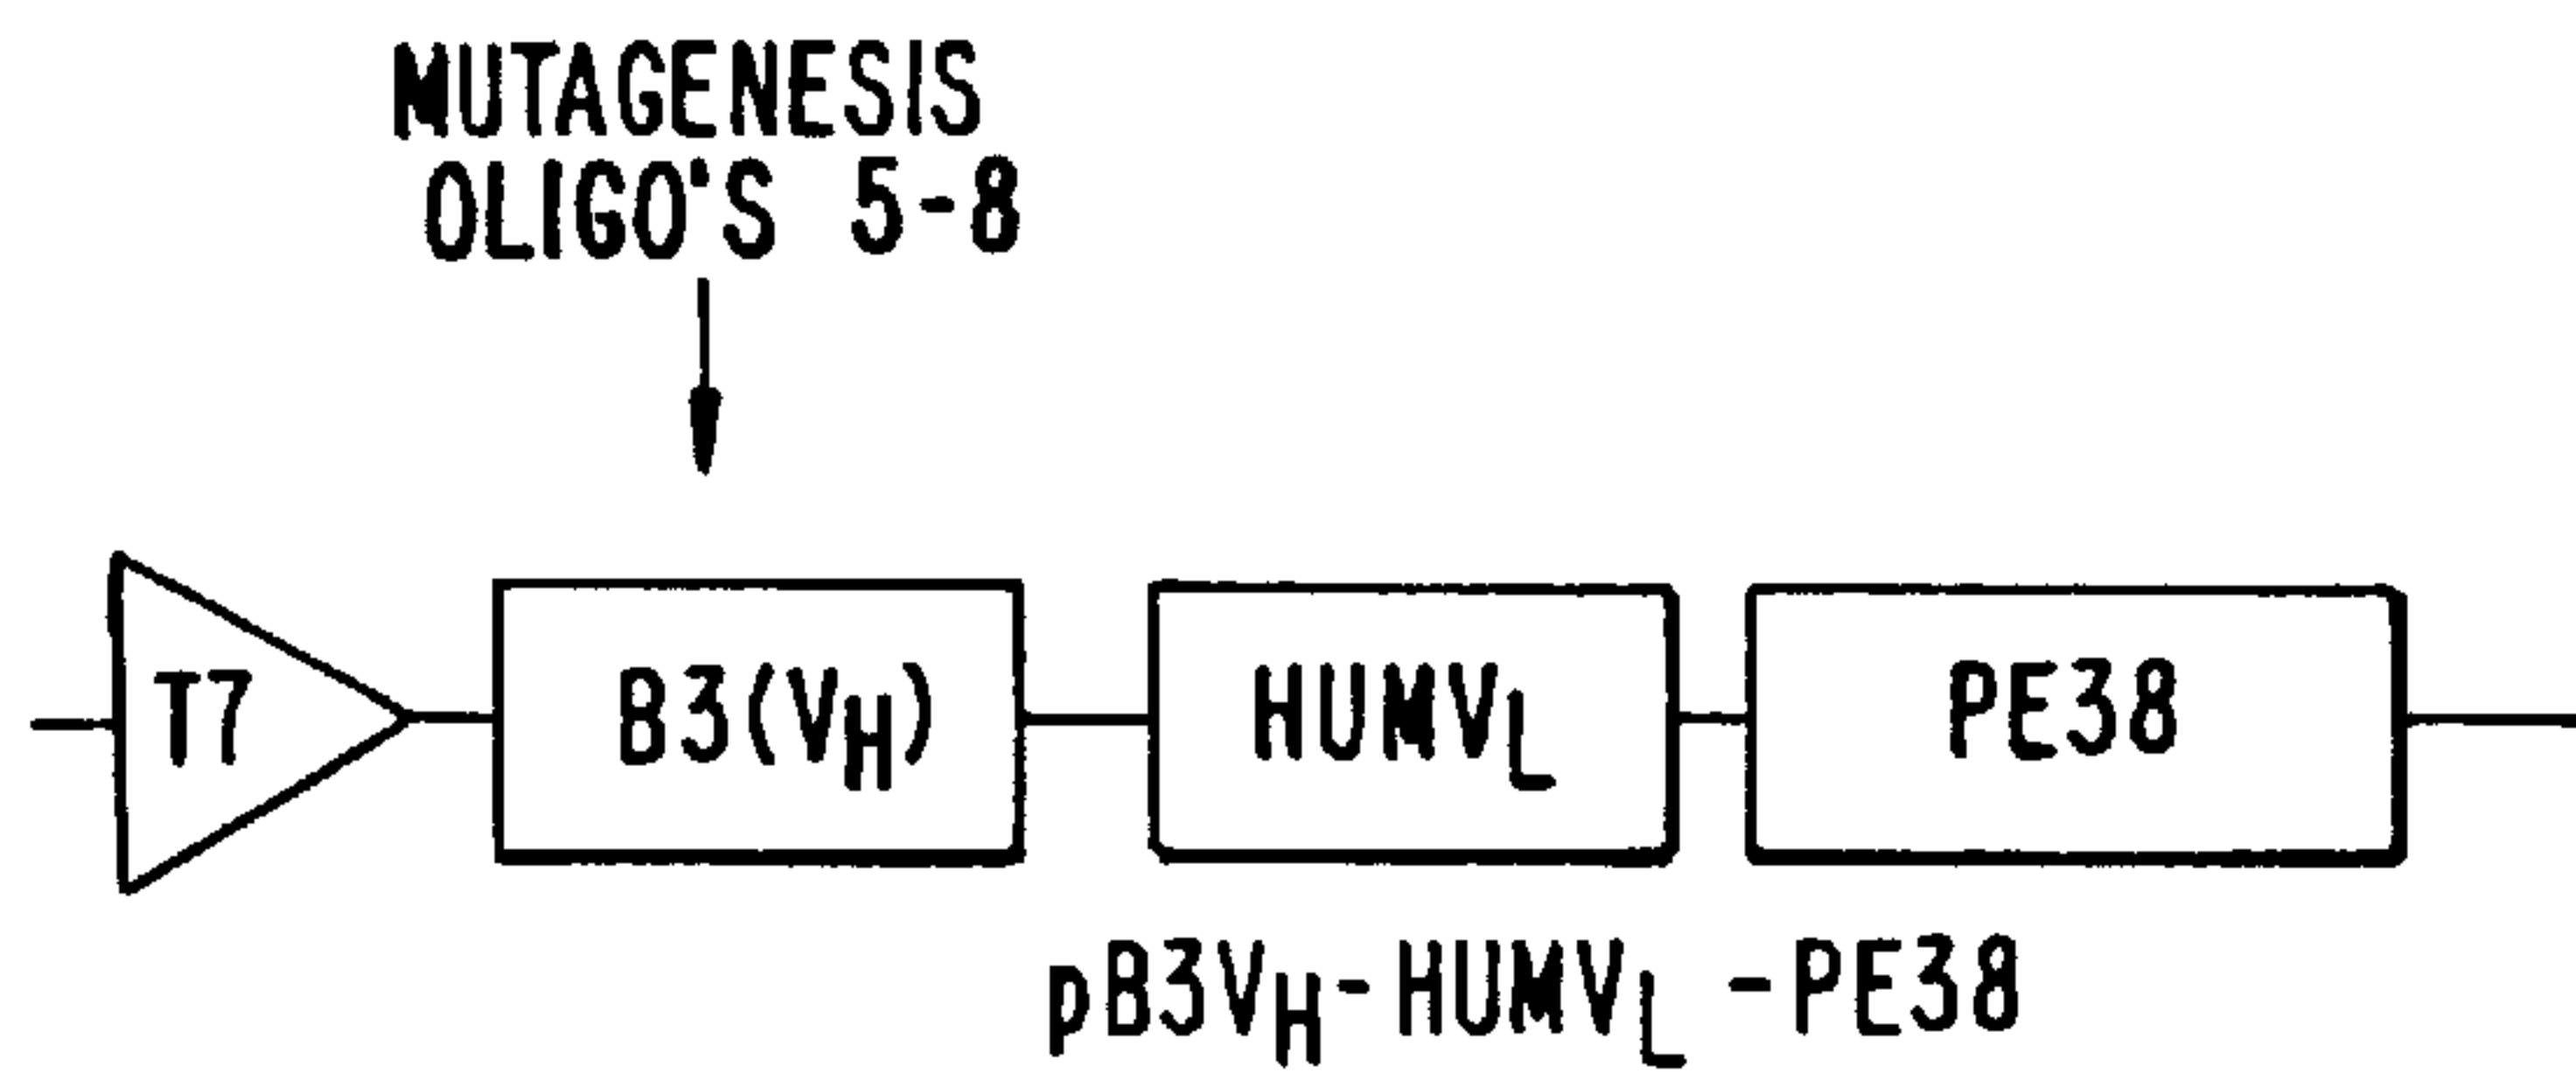 MUTAGENESIS
OLIGO'S 5-8
T7 B3(VH) HUMVL PE38
pB3VH-HUMVL-PE38